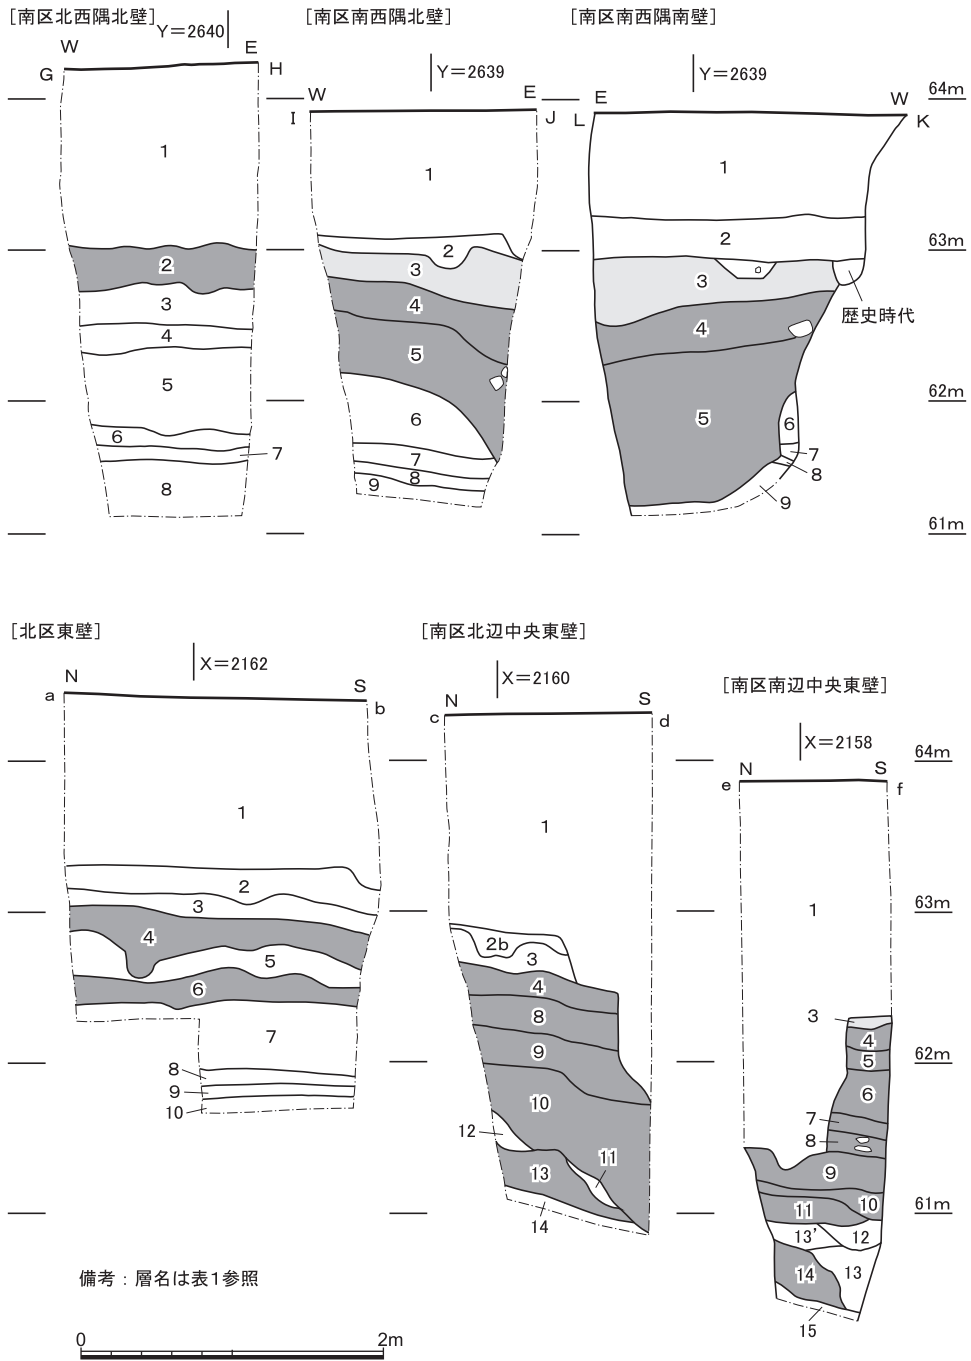 [南区北西隅北壁]
Y=2640
W
E
G
H
1
2
3
4
5
6
7
8
[南区南西隅北壁]
Y=2639
W
E
I
J
1
2
3
4
5
6
7
8
9
[南区南西隅南壁]
Y=2639
E
W
L
K
1
2
3
4
5
6
7
8
9
歴史時代
64m
63m
62m
61m
[北区東壁]
X=2162
N
S
a
b
1
2
3
4
5
6
7
8
9
10
[南区北辺中央東壁]
X=2160
N
S
c
d
1
2b
3
4
8
9
10
12
11
13
14
[南区南辺中央東壁]
X=2158
N
S
e
f
1
3
4
5
6
7
8
9
10
11
13’
12
14
13
15
64m
63m
62m
61m
備考：層名は表1参照
0
2m